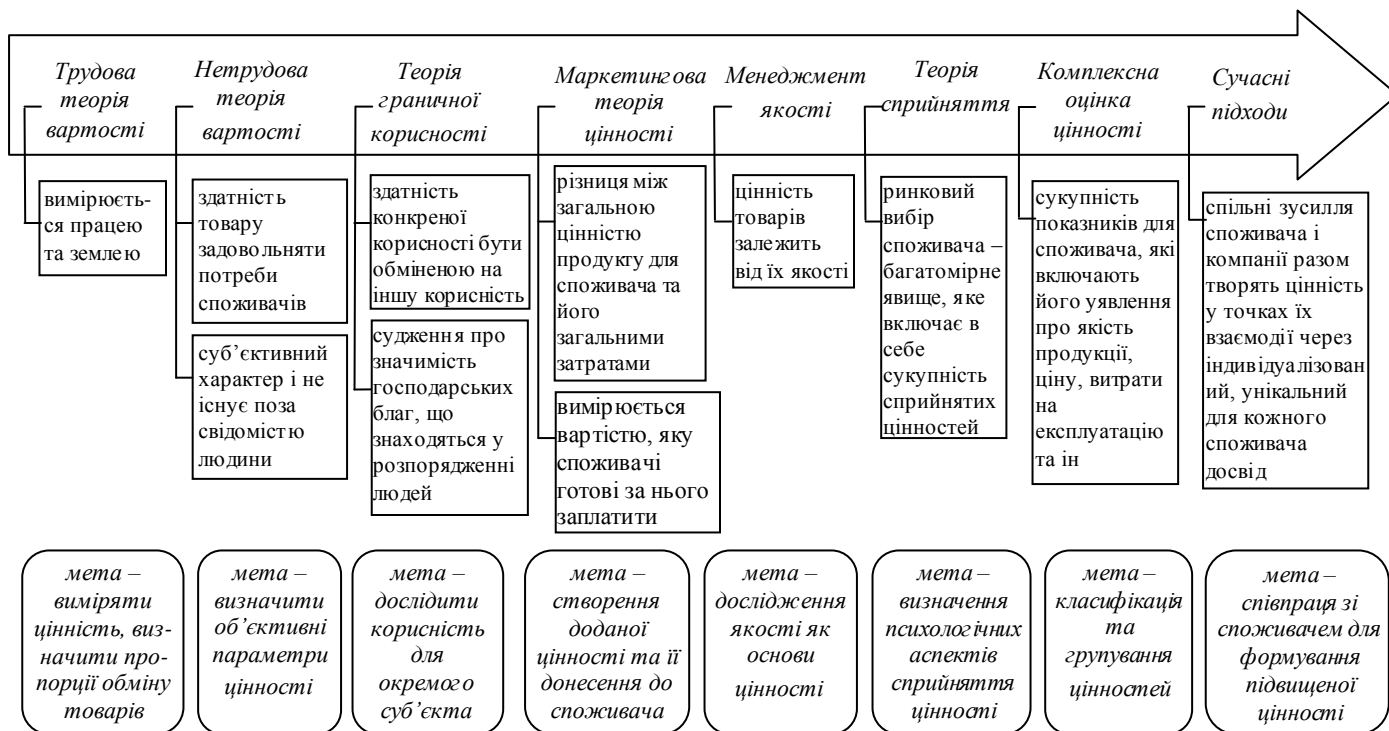 Трудова
теорія
вартості
Нетрудова
теорія
вартості
Теорія
граничної
корисності
Маркетингова
теорія
цінності
Менеджмент
якості
Теорія
сприйняття
Комплексна
оцінка
цінності
Сучасні
підходи
вимірюєть-
ся працею
та землею
здатність
товару
задовольняти
потреби
споживачів
суб’єктивний
характер і не
існує поза
свідомістю
людини
здатність
конкреної
корисності бути
обміненою на
іншу корисність
судження про
значимість
господарських
благ, що
знаходяться у
розпорядженні
людей
різниця між
загальною
цінністю
продукту для
споживача та
його
загальними
затратами
вимірюється
вартістю, яку
споживачі
готові за нього
заплатити
цінність
товарів
залежить
від їх якості
ринковий
вибір
споживача –
багатомірне
явище, яке
включає в
себе
сукупність
сприйнятих
цінностей
сукупність
показників для
споживача, які
включають
його уявлення
про якість
продукції,
ціну, витрати
на
експлуатацію
та ін
спільні зусилля
споживача і
компанії разом
творять цінність
у точках їх
взаємодії через
індивідуалізован
ий, унікальний
для кожного
споживача
досвід
мета –
виміряти
цінність, виз-
начити про-
порції обміну
товарів
мета –
визначити
об’єктивні
параметри
цінності
мета –
дослідити
корисність
для
окремого
суб’єкта
мета –
створення
доданої
цінності та її
донесення до
споживача
мета –
дослідження
якості як
основи
цінності
мета –
визначення
психологічних
аспектів
сприйняття
цінності
мета –
класифікація
та
групування
цінностей
мета –
співпраця зі
споживачем для
формування
підвищеної
цінності